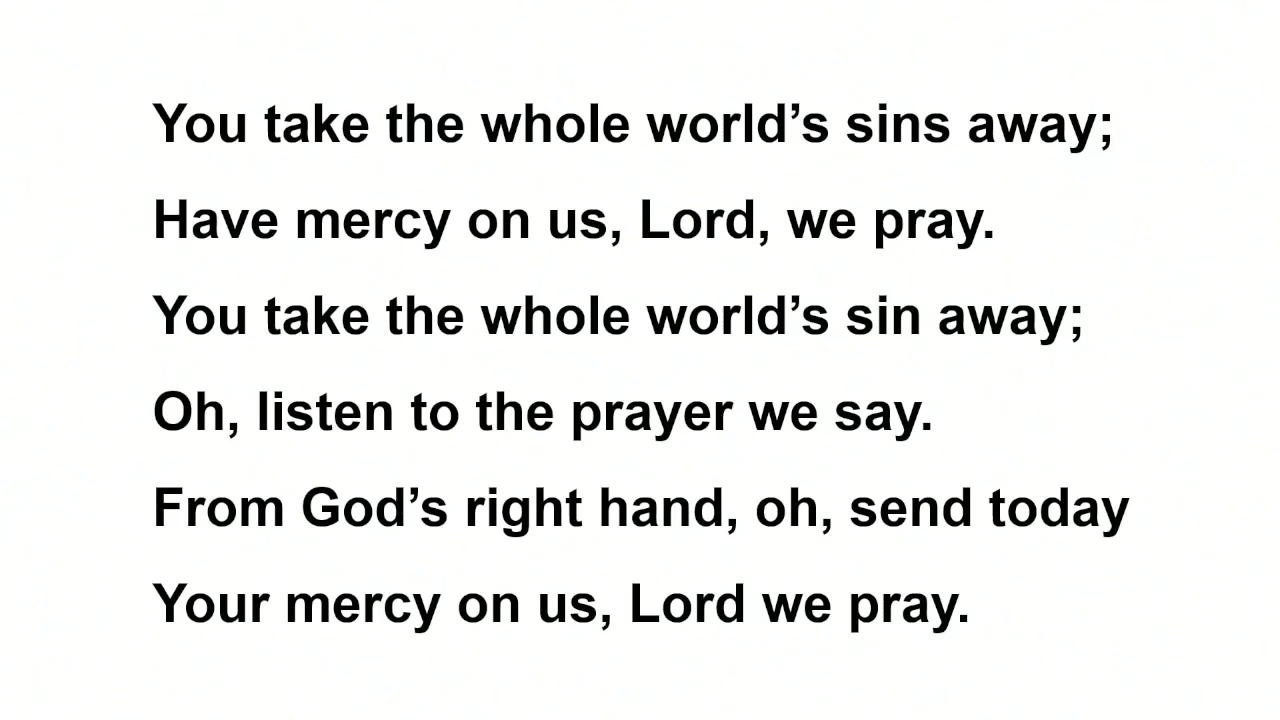 You take the whole world’s sins away;
Have mercy on us, Lord, we pray.
You take the whole world’s sin away;
Oh, listen to the prayer we say.
From God’s right hand, oh, send today
Your mercy on us, Lord we pray.